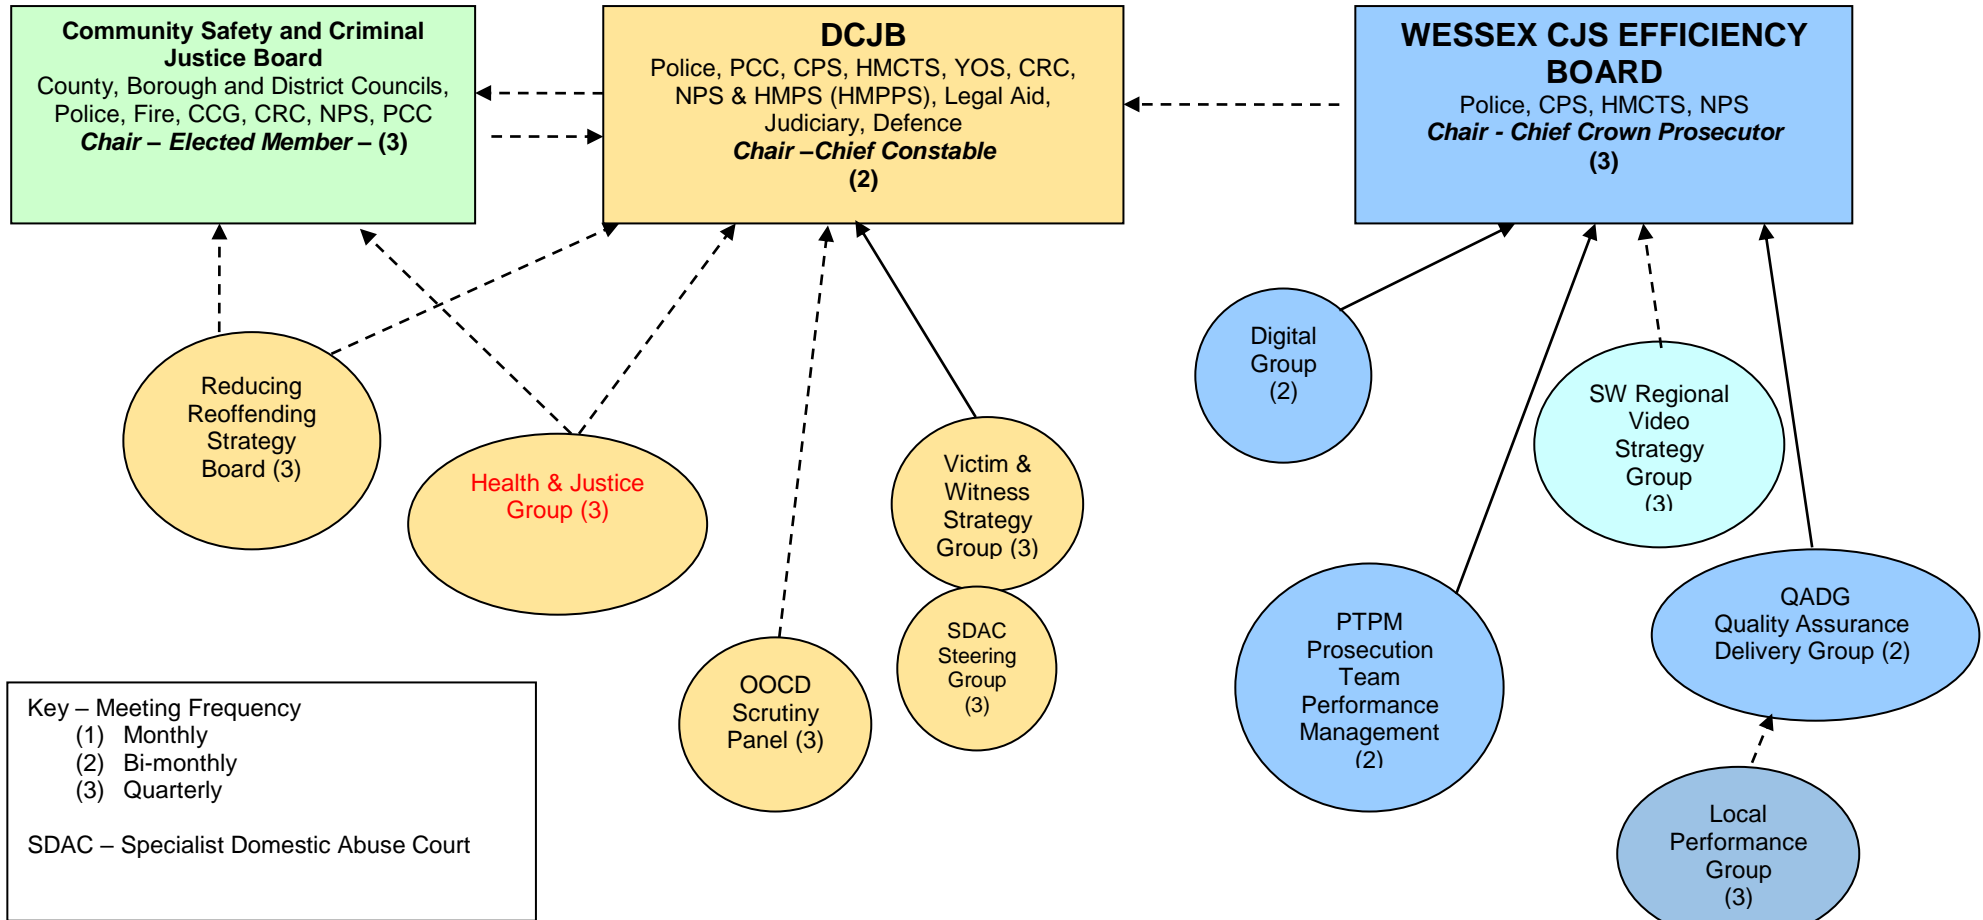 Community Safety and Criminal
Justice Board
County, Borough and District Councils,
Police, Fire, CCG, CRC, NPS, PCC
Chair – Elected Member – (3)
DCJB
Police, PCC, CPS, HMCTS, YOS, CRC,
NPS & HMPS (HMPPS), Legal Aid,
Judiciary, Defence
Chair –Chief Constable
(2)
WESSEX CJS EFFICIENCY
BOARD
Police, CPS, HMCTS, NPS
Chair - Chief Crown Prosecutor
(3)
Reducing
Reoffending
Strategy
Board (3)
Health & Justice
Group (3)
OOCD
Scrutiny
Panel (3)
Victim &
Witness
Strategy
Group (3)
SDAC
Steering
Group
(3)
Digital
Group
(2)
PTPM
Prosecution
Team
Performance
Management
(2)
SW Regional
Video
Strategy
Group
(3)
QADG
Quality Assurance
Delivery Group (2)
Local
Performance
Group
(3)
Key – Meeting Frequency
(1) Monthly
(2) Bi-monthly
(3) Quarterly
SDAC – Specialist Domestic Abuse Court